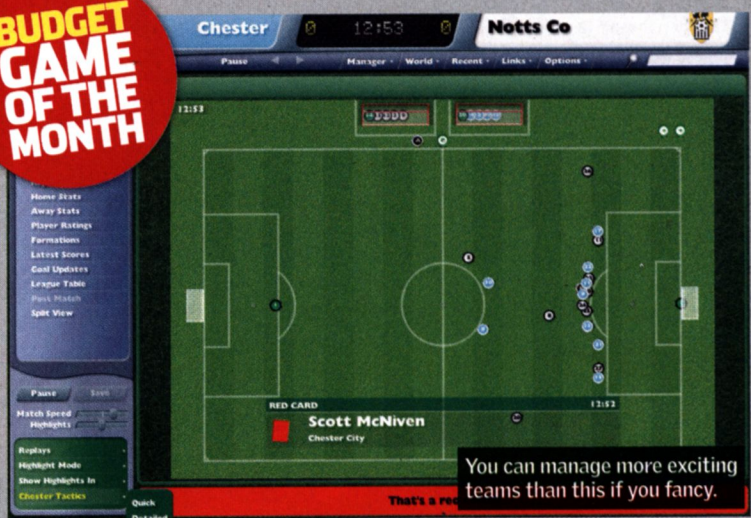 BUDGET
GAME
OF THE
MONTH
Chester 0 12:53 0 Notts Co
Pause Manager World Recent Links Options
12:53
Home Stats
Away Stats
Player Ratings
Formations
Latest Scores
Goal Updates
League Table
Post Match
Split View
Pause Save
Match Speed
Highlights
Replays
Highlight Mode
Show Highlights In
Chester Tactics
RED CARD 12:52
Scott McNiven
Chester City
Quick
That's a
You can manage more exciting
teams than this if you fancy.